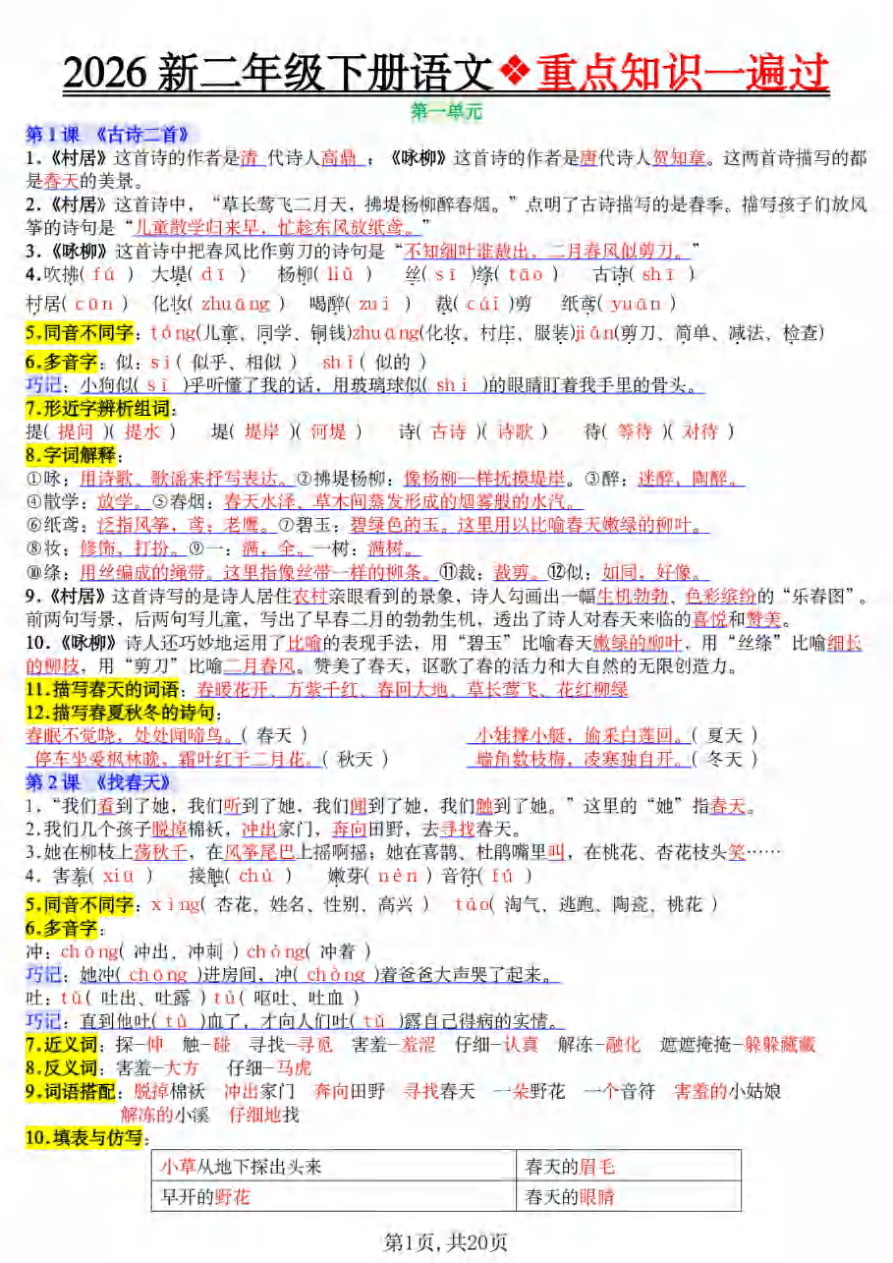 2026新二年级下册语文❖重点知识一遍过
第一单元
第1课 《古诗二首》
1.《村居》这首诗的作者是清 代诗人高鼎 ；《咏柳》这首诗的作者是唐代诗人贺知章。这两首诗描写的都
是春天的美景。
2.《村居》这首诗中，“草长莺飞二月天，拂堤杨柳醉春烟。”点明了古诗描写的是春季。描写孩子们放风
筝的诗句是“儿童散学归来早，忙趁东风放纸鸢。”
3.《咏柳》这首诗中把春风比作剪刀的诗句是“不知细叶谁裁出，二月春风似剪刀。”
4.吹拂( fú ) 大堤( dī ) 杨柳( liǔ ) 丝( sī )绦( tāo ) 古诗( shī )
村居( cūn ) 化妆( zhuāng ) 喝醉( zuì ) 裁( cái )剪 纸鸢( yuān )
5.同音不同字：tóng(儿童、同学、铜钱)zhuāng(化妆、村庄、服装)jiǎn(剪刀、简单、减法、检查)
6.多音字：似：sì( 似乎、相似 ) shì( 似的 )
巧记：小狗似( sì )乎听懂了我的话，用玻璃球似( shì )的眼睛盯着我手里的骨头。
7.形近字辨析组词：
提( 提问 )( 提水 ) 堤( 堤岸 )( 河堤 ) 诗( 古诗 )( 诗歌 ) 待( 等待 )( 对待 )
8.字词解释：
①咏：用诗歌、歌谣来抒写表达。②拂堤杨柳：像杨柳一样抚摸堤岸。③醉：迷醉，陶醉。
④散学：放学。⑤春烟：春天水泽、草木间蒸发形成的烟雾般的水汽。
⑥纸鸢：泛指风筝，鸢：老鹰。⑦碧玉：碧绿色的玉。这里用以比喻春天嫩绿的柳叶。
⑧妆：修饰，打扮。⑨一：满，全。一树：满树。
⑩绦：用丝编成的绳带。这里指像丝带一样的柳条。⑪裁：裁剪。⑫似：如同，好像。
9.《村居》这首诗写的是诗人居住农村亲眼看到的景象，诗人勾画出一幅生机勃勃、色彩缤纷的“乐春图”。
前两句写景，后两句写儿童，写出了早春二月的勃勃生机，透出了诗人对春天来临的喜悦和赞美。
10.《咏柳》诗人还巧妙地运用了比喻的表现手法，用“碧玉”比喻春天嫩绿的柳叶，用“丝绦”比喻细长
的柳枝，用“剪刀”比喻二月春风。赞美了春天，讴歌了春的活力和大自然的无限创造力。
11.描写春天的词语：春暖花开、万紫千红、春回大地、草长莺飞、花红柳绿
12.描写春夏秋冬的诗句：
春眠不觉晓，处处闻啼鸟。( 春天 ) 小娃撑小艇，偷采白莲回。( 夏天 )
停车坐爱枫林晚，霜叶红于二月花。( 秋天 ) 墙角数枝梅，凌寒独自开。( 冬天 )
第2课 《找春天》
1，“我们看到了她，我们听到了她，我们闻到了她，我们触到了她。”这里的“她”指春天。
2.我们几个孩子脱掉棉袄，冲出家门，奔向田野，去寻找春天。
3.她在柳枝上荡秋千，在风筝尾巴上摇啊摇；她在喜鹊、杜鹃嘴里叫，在桃花、杏花枝头笑……
4. 害羞( xiū ) 接触( chù ) 嫩芽( nèn ) 音符( fú )
5.同音不同字：xìng( 杏花、姓名、性别、高兴 ) táo( 淘气、逃跑、陶瓷、桃花 )
6.多音字：
冲：chōng( 冲出、冲刺 ) chòng( 冲着 )
巧记：她冲( chōng )进房间，冲( chòng )着爸爸大声哭了起来。
吐：tǔ( 吐出、吐露 ) tù( 呕吐、吐血 )
巧记：直到他吐( tù )血了，才向人们吐( tǔ )露自己得病的实情。
7.近义词：探—伸 触—碰 寻找—寻觅 害羞—羞涩 仔细—认真 解冻—融化 遮遮掩掩—躲躲藏藏
8.反义词：害羞—大方 仔细—马虎
9.词语搭配：脱掉棉袄 冲出家门 奔向田野 寻找春天 一朵野花 一个音符 害羞的小姑娘
解冻的小溪 仔细地找
10.填表与仿写：
小草从地下探出头来 春天的眉毛
早开的野花 春天的眼睛
第1页,共20页